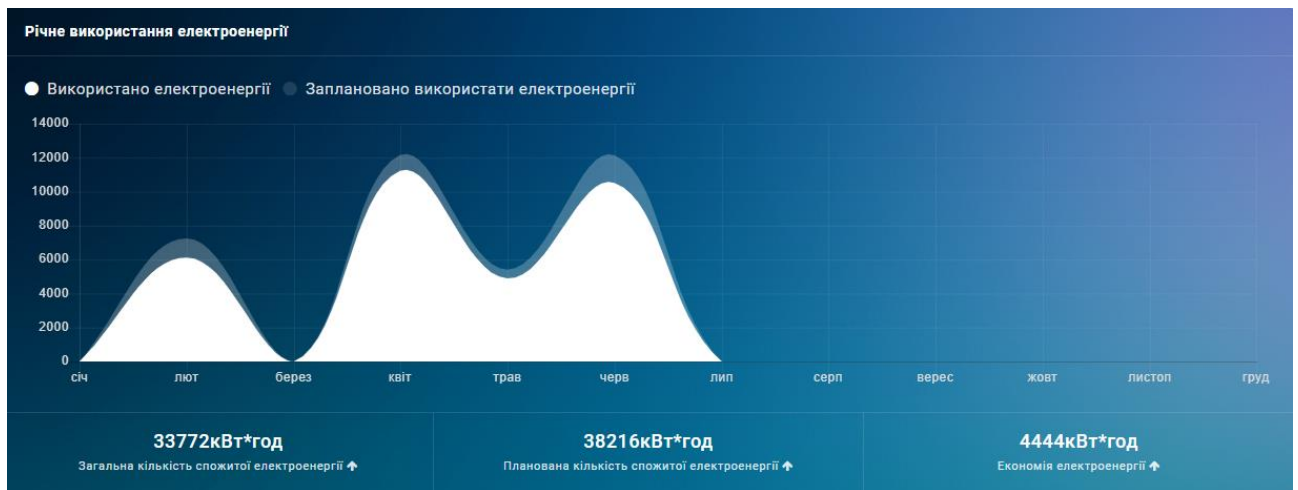 Річне використання електроенергії
Використано електроенергії Заплановано використати електроенергії
14000
12000
10000
8000
6000
4000
2000
0
січ лют берез квіт трав черв лип серп верес жовт листоп груд
33772кВт*год 38216кВт*год 4444кВт*год
Загальна кількість спожитої електроенергії Планована кількість спожитої електроенергії Економія електроенергії